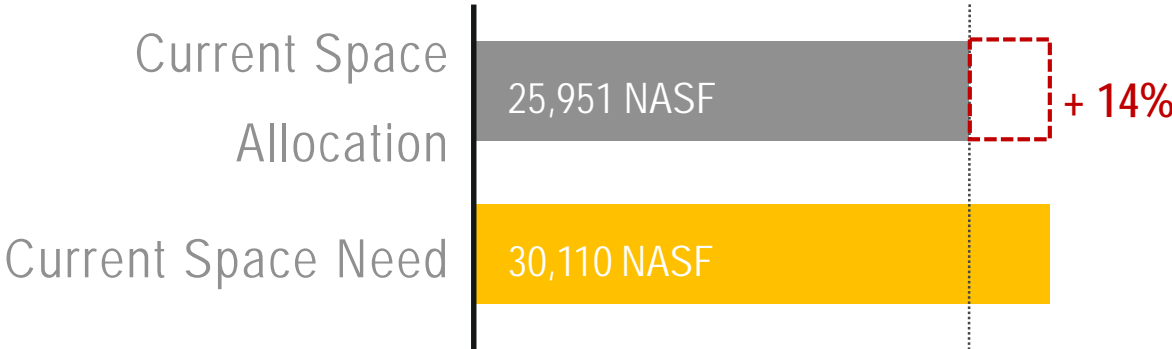 Current Space
Allocation
25,951 NASF
+ 14%
Current Space Need
30,110 NASF